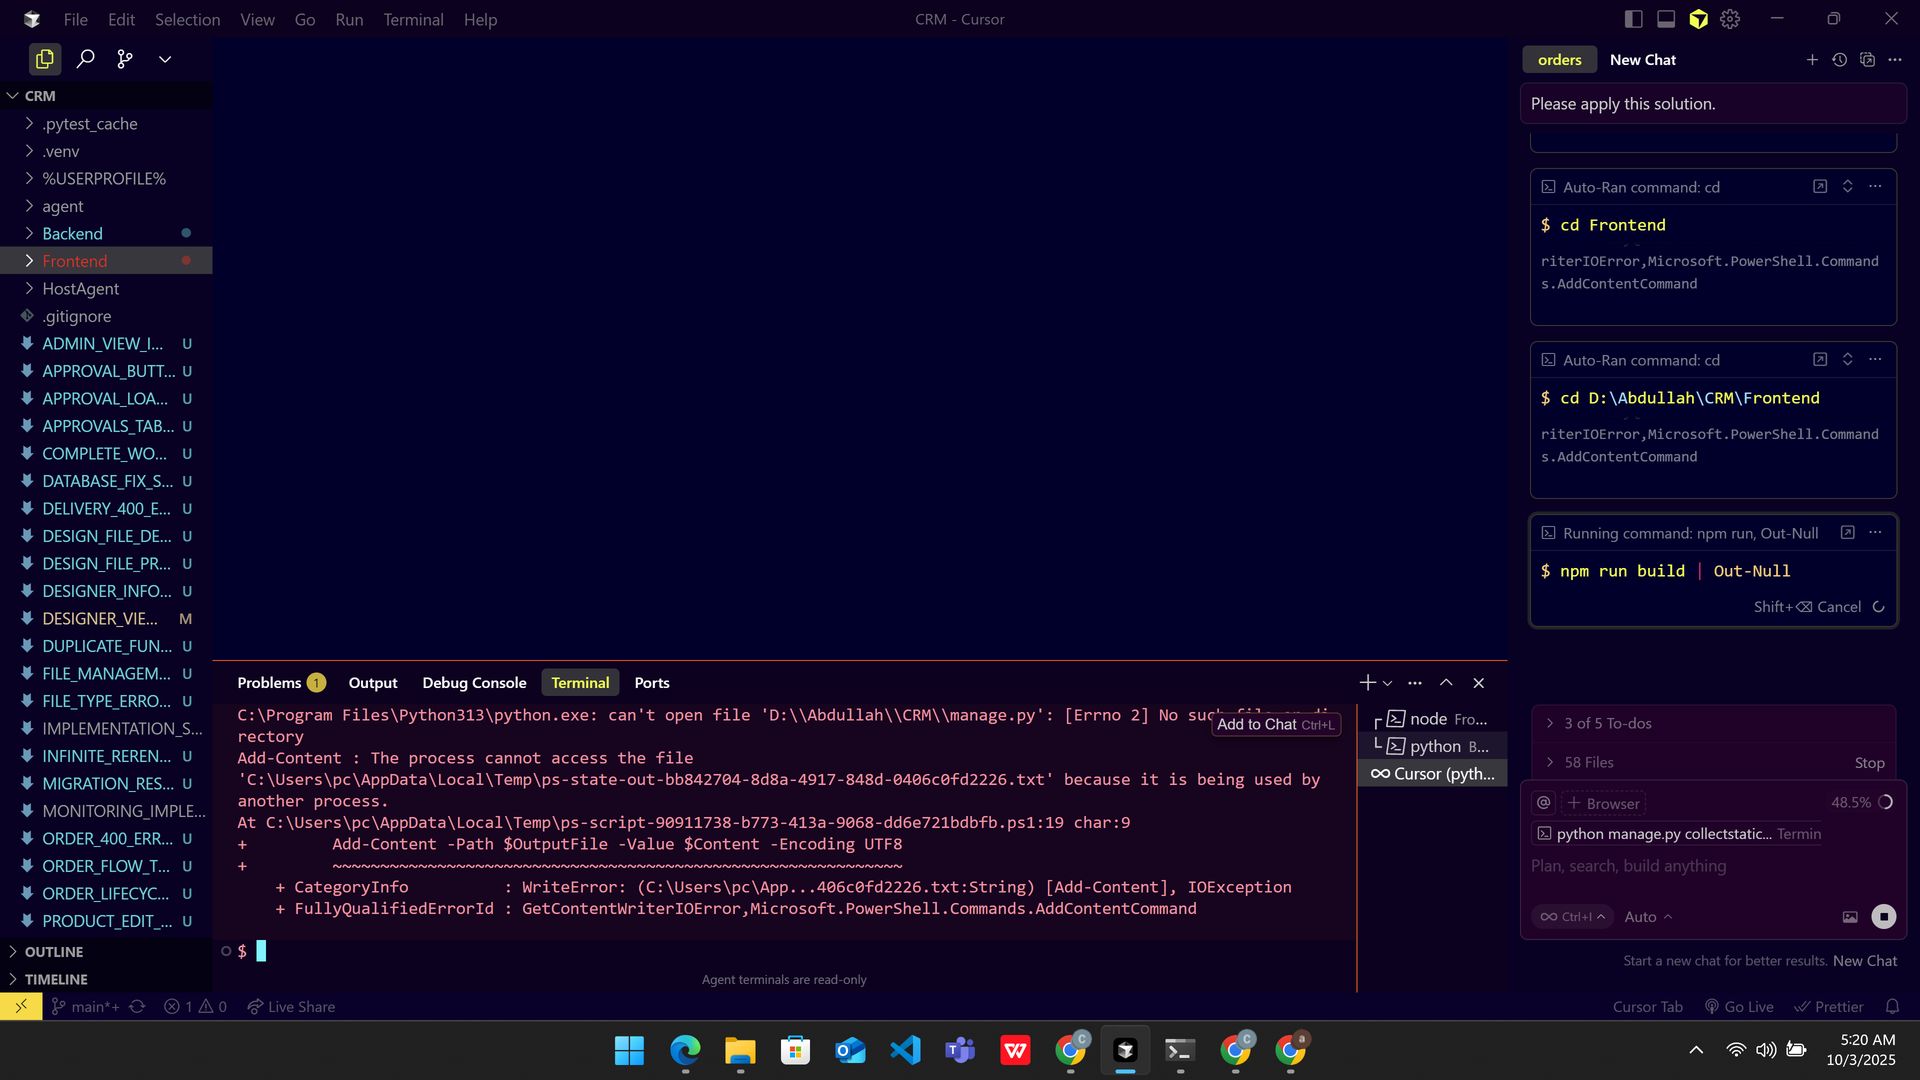 File Edit Selection View Go Run Terminal Help
CRM - Cursor
orders New Chat
CRM
.pytest_cache
.venv
%USERPROFILE%
agent
Backend
Frontend
HostAgent
.gitignore
ADMIN_VIEW_I... U
APPROVAL_BUTT... U
APPROVAL_LOA... U
APPROVALS_TAB... U
COMPLETE_WO... U
DATABASE_FIX_S... U
DELIVERY_400_E... U
DESIGN_FILE_DE... U
DESIGN_FILE_PR... U
DESIGNER_INFO... U
DESIGNER_VIE... M
DUPLICATE_FUN... U
FILE_MANAGEM... U
FILE_TYPE_ERRO... U
IMPLEMENTATION_S...
INFINITE_REREN... U
MIGRATION_RES... U
MONITORING_IMPLE...
ORDER_400_ERR... U
ORDER_FLOW_T... U
ORDER_LIFECYC... U
PRODUCT_EDIT_... U
OUTLINE
TIMELINE
Problems 1 Output Debug Console Terminal Ports
C:\Program Files\Python313\python.exe: can't open file 'D:\\Abdullah\\CRM\\manage.py': [Errno 2] No such file or di
rectory
Add to Chat Ctrl+L
Add-Content : The process cannot access the file
'C:\Users\pc\AppData\Local\Temp\ps-state-out-bb842704-8d8a-4917-848d-0406c0fd2226.txt' because it is being used by
another process.
At C:\Users\pc\AppData\Local\Temp\ps-script-90911738-b773-413a-9068-dd6e721bdbfb.ps1:19 char:9
+         Add-Content -Path $OutputFile -Value $Content -Encoding UTF8
+         ~~~~~~~~~~~~~~~~~~~~~~~~~~~~~~~~~~~~~~~~~~~~~~~~~~~~~~~~~~~~
    + CategoryInfo          : WriteError: (C:\Users\pc\App...406c0fd2226.txt:String) [Add-Content], IOException
    + FullyQualifiedErrorId : GetContentWriterIOError,Microsoft.PowerShell.Commands.AddContentCommand
$
Agent terminals are read-only
node Fro...
python B...
Cursor (pyth...
Please apply this solution.
Auto-Ran command: cd
$ cd Frontend
riterIOError,Microsoft.PowerShell.Command
s.AddContentCommand
Auto-Ran command: cd
$ cd D:\Abdullah\CRM\Frontend
riterIOError,Microsoft.PowerShell.Command
s.AddContentCommand
Running command: npm run, Out-Null
$ npm run build | Out-Null
Shift+⌫ Cancel
3 of 5 To-dos
58 Files Stop
@ + Browser 48.5%
python manage.py collectstatic... Termin
Plan, search, build anything
∞ Ctrl+I Auto
Start a new chat for better results. New Chat
main*+ 1 0 Live Share
Cursor Tab Go Live Prettier
5:20 AM
10/3/2025